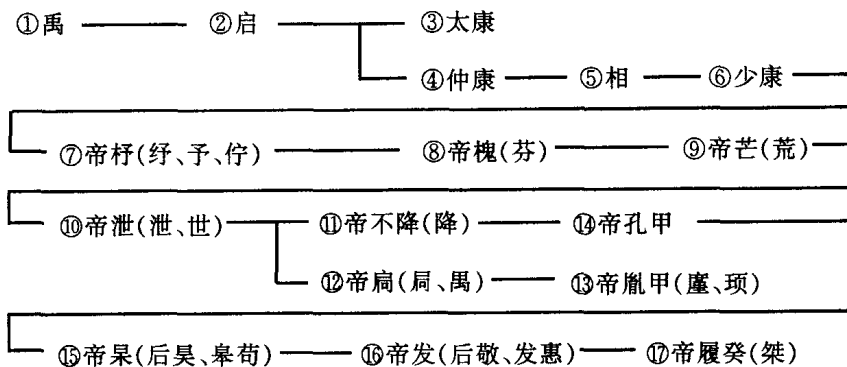 ①禹 ②启 ③太康
④仲康 ⑤相 ⑥少康
⑦帝杼(纾、予、佇) ⑧帝槐(芬) ⑨帝芒(荒)
⑩帝泄(泄、世) ⑪帝不降(降) ⑭帝孔甲
⑫帝扃(扃、禺) ⑬帝胤甲(廑、顼)
⑮帝杲(后昊、皋苟) ⑯帝发(后敬、发惠) ⑰帝履癸(桀)